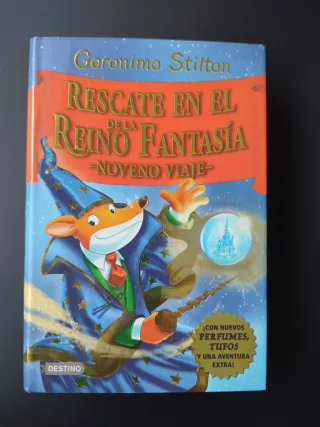 Geronimo Stilton
RESCATE EN EL
REINO DE LA FANTASÍA
-NOVENO VIAJE-
¡CON NUEVOS
PERFUMES,
TUFOS
Y UNA AVENTURA
EXTRA!
DESTINO